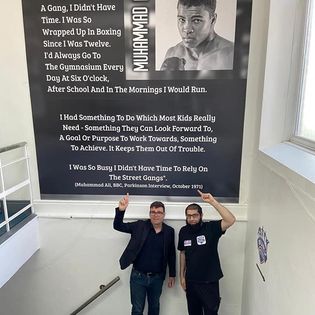 A Gang, I Didn't Have
Time. I Was So
Wrapped Up In Boxing
Since I Was Twelve.
I'd Always Go To
The Gymnasium Every
Day At Six O'clock,
After School And In The Mornings I Would Run.
MUHAMMAD
I Had Something To Do Which Most Kids Really
Need - Something They Can Look Forward To,
A Goal Or Purpose To Work Towards, Something
To Achieve. It Keeps Them Out Of Trouble.
I Was So Busy I Didn't Have Time To Rely On
The Street Gangs".
(Muhammad Ali, BBC, Parkinson Interview, October 1971)